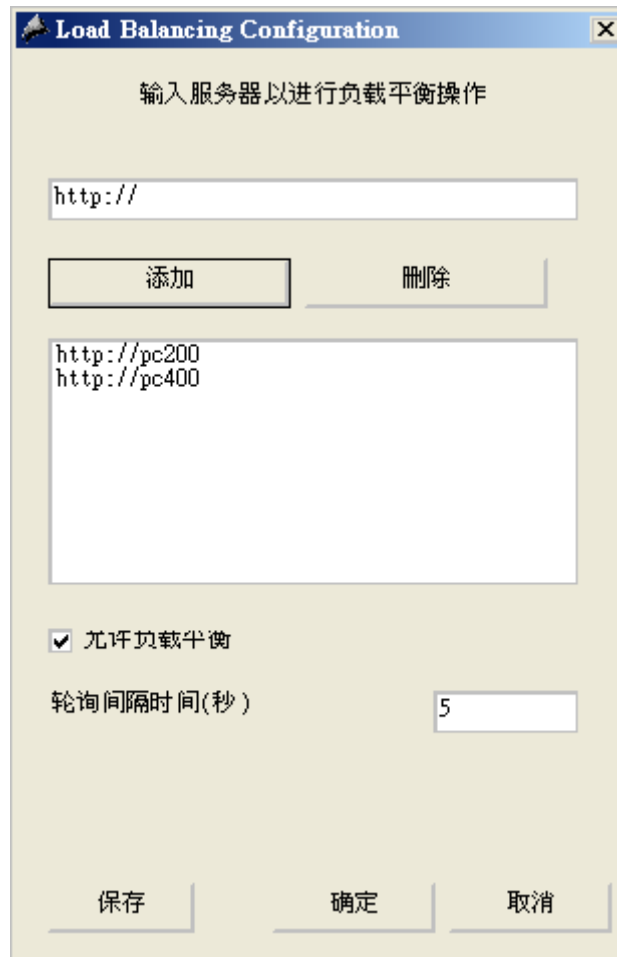 Load Balancing Configuration
输入服务器以进行负载平衡操作
http://
添加 删除
http://pc200
http://pc400
允许负载平衡
轮询间隔时间(秒) 5
保存 确定 取消